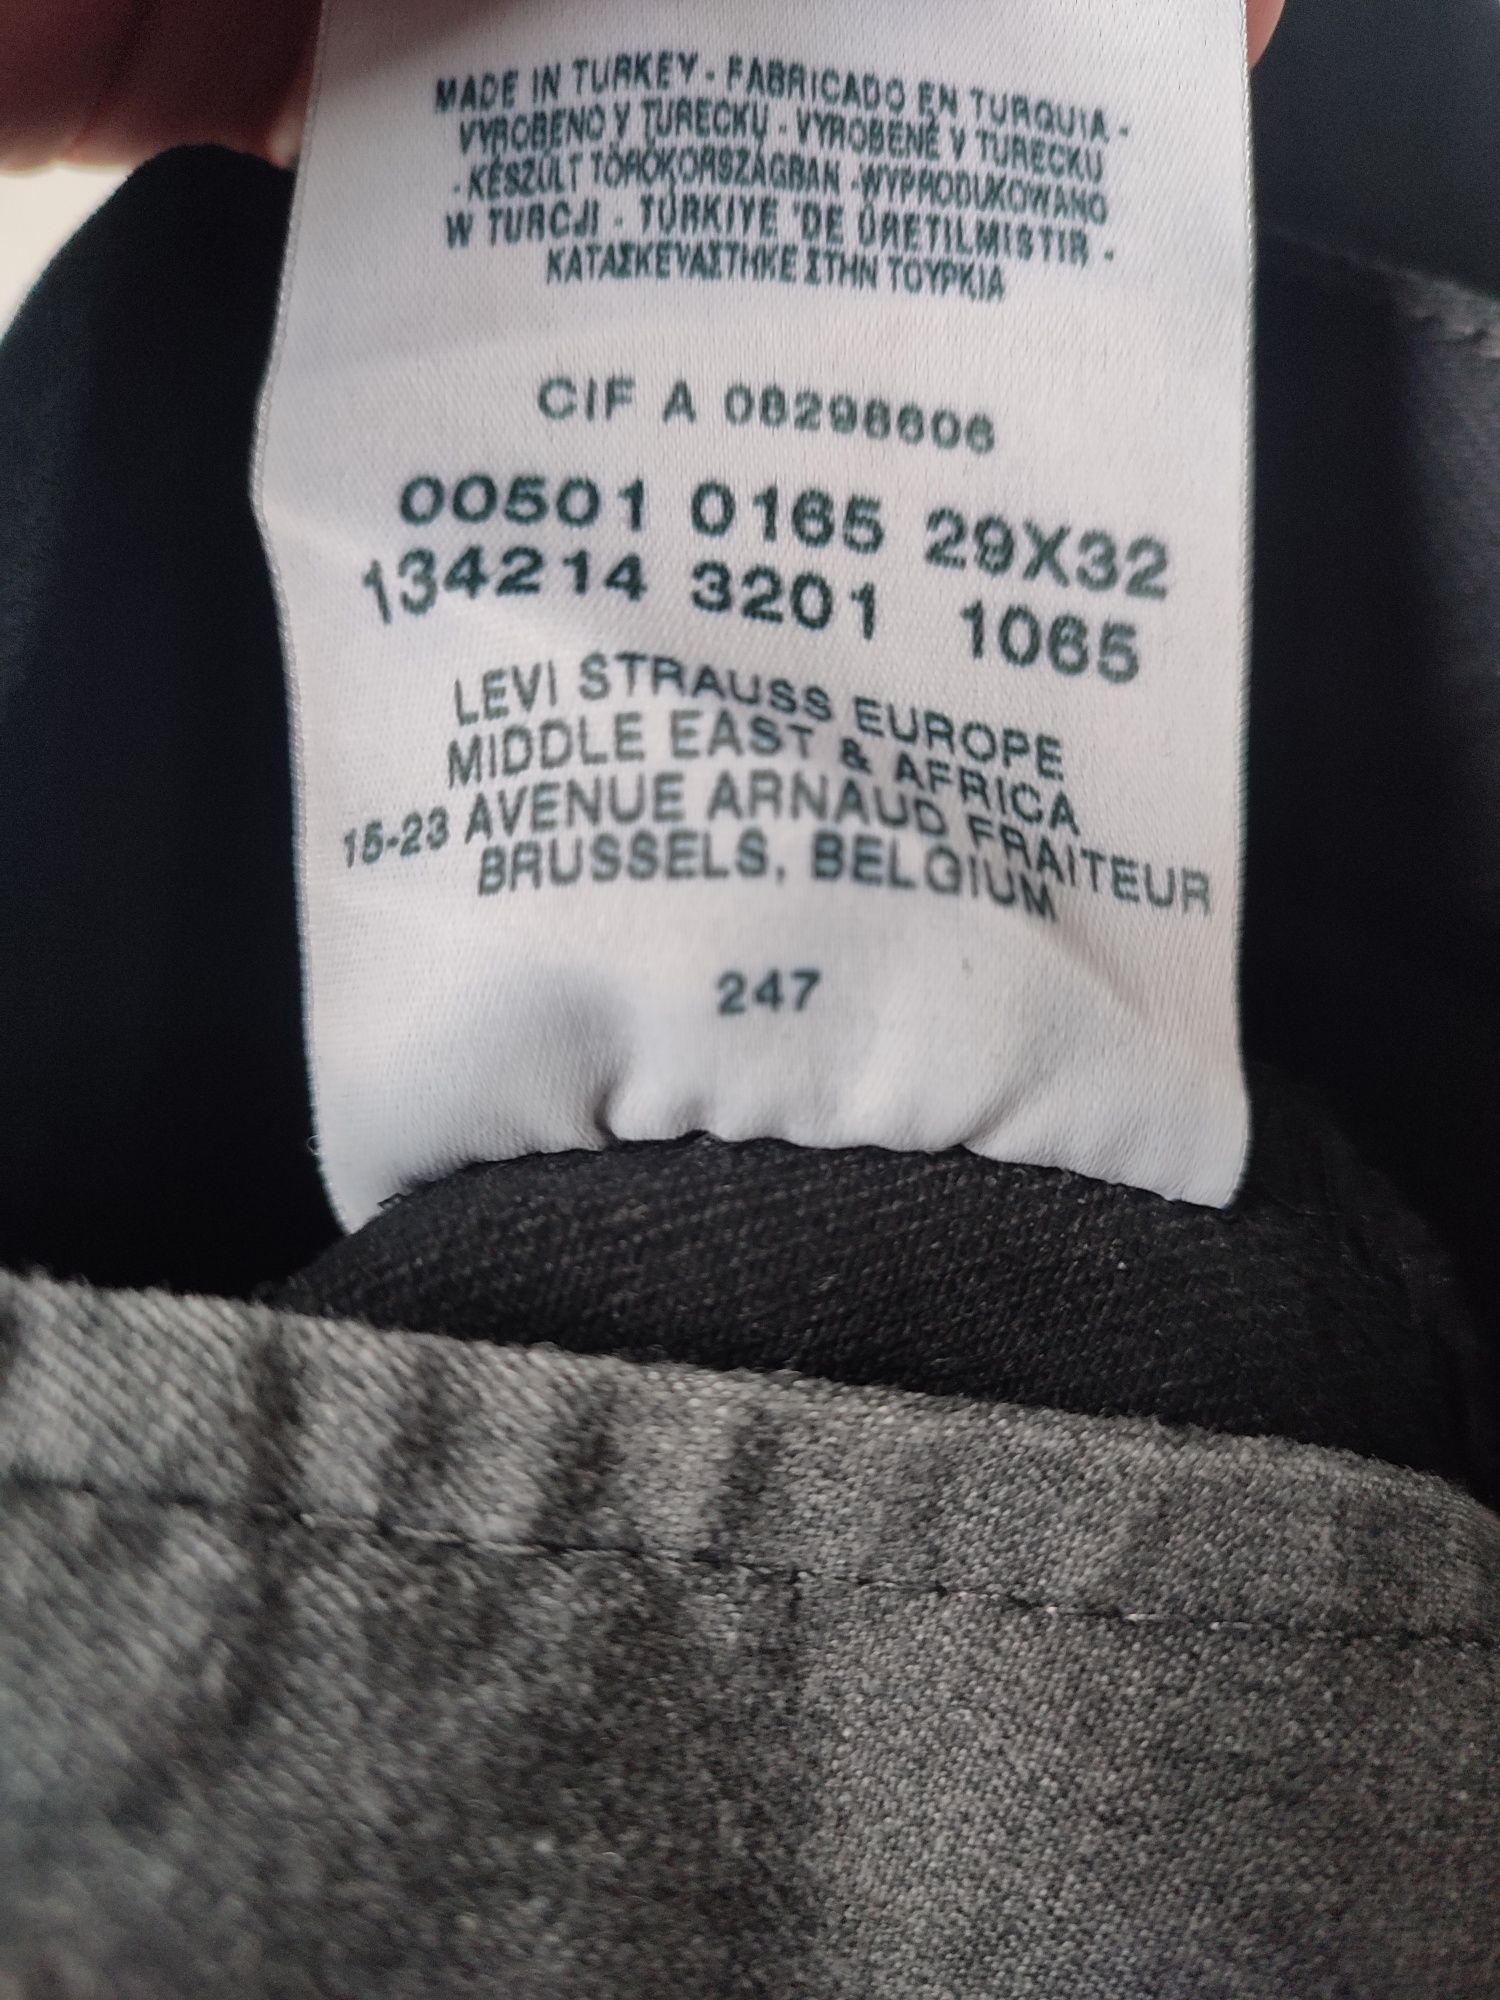 MADE IN TURKEY - FABRICADO EN TURQUIA -
VYROBENO V TURECKU - VYROBENÉ V TURECKU
- KÉSZÜLT TÖRÖKORSZÁGBAN - WYPRODUKOWANO
W TURCJI - TÜRKIYE 'DE ÜRETILMISTIR -
ΚΑΤΑΣΚΕΥΑΣΤΗΚΕ ΣΤΗΝ ΤΟΥΡΚΙΑ
CIF A 08298606
00501 0165 29X32
134214 3201 1065
LEVI STRAUSS EUROPE
MIDDLE EAST & AFRICA
15-23 AVENUE ARNAUD FRAITEUR
BRUSSELS, BELGIUM
247